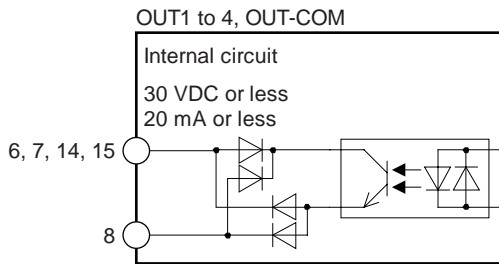 OUT1 to 4, OUT-COM
Internal circuit
30 VDC or less
20 mA or less
6, 7, 14, 15
8